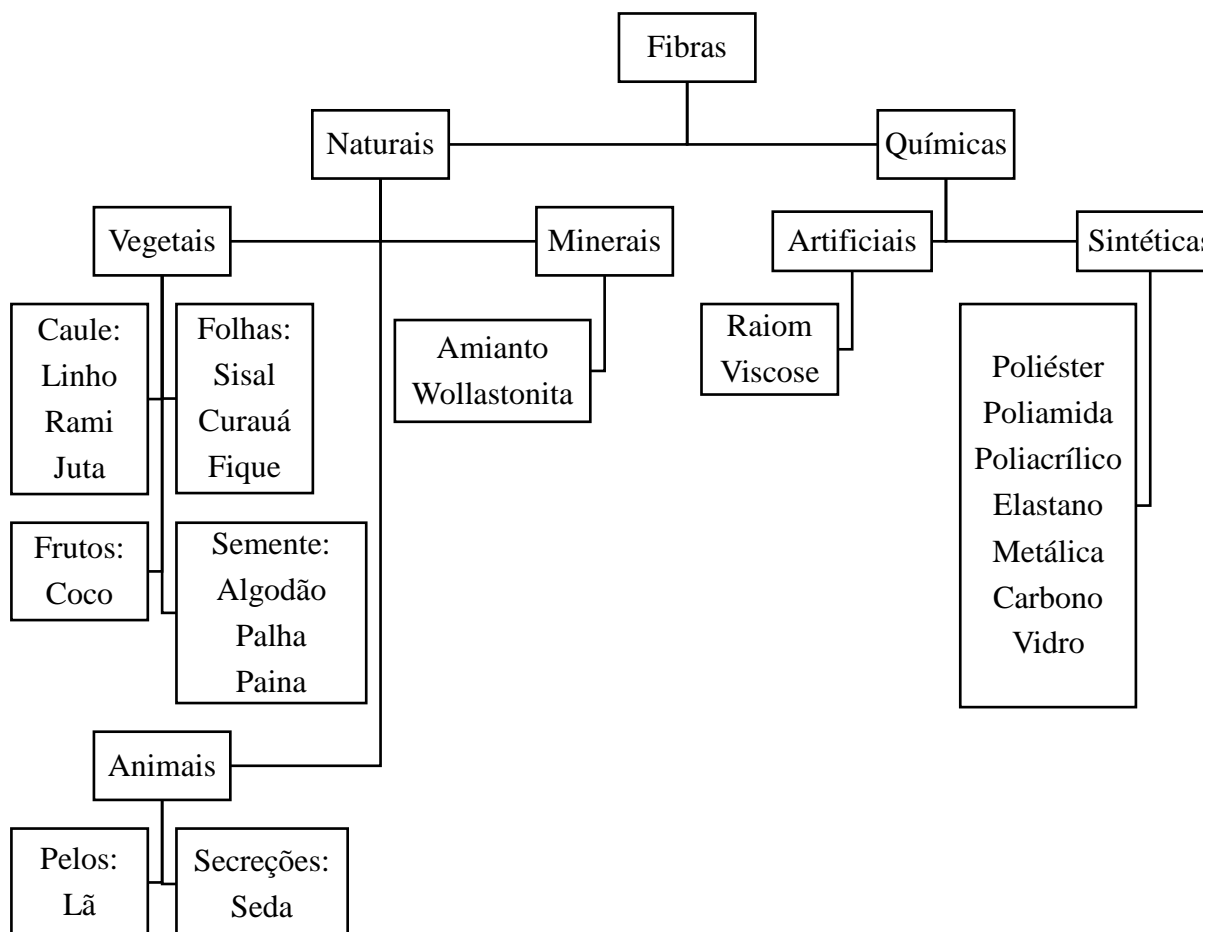 Fibras
Naturais
Químicas
Vegetais
Minerais
Artificiais
Sintéticas
Caule:
Linho
Rami
Juta
Folhas:
Sisal
Curauá
Fique
Amianto
Wollastonita
Raiom
Viscose
Poliéster
Poliamida
Poliacrílico
Elastano
Metálica
Carbono
Vidro
Frutos:
Coco
Semente:
Algodão
Palha
Paina
Animais
Pelos:
Lã
Secreções:
Seda